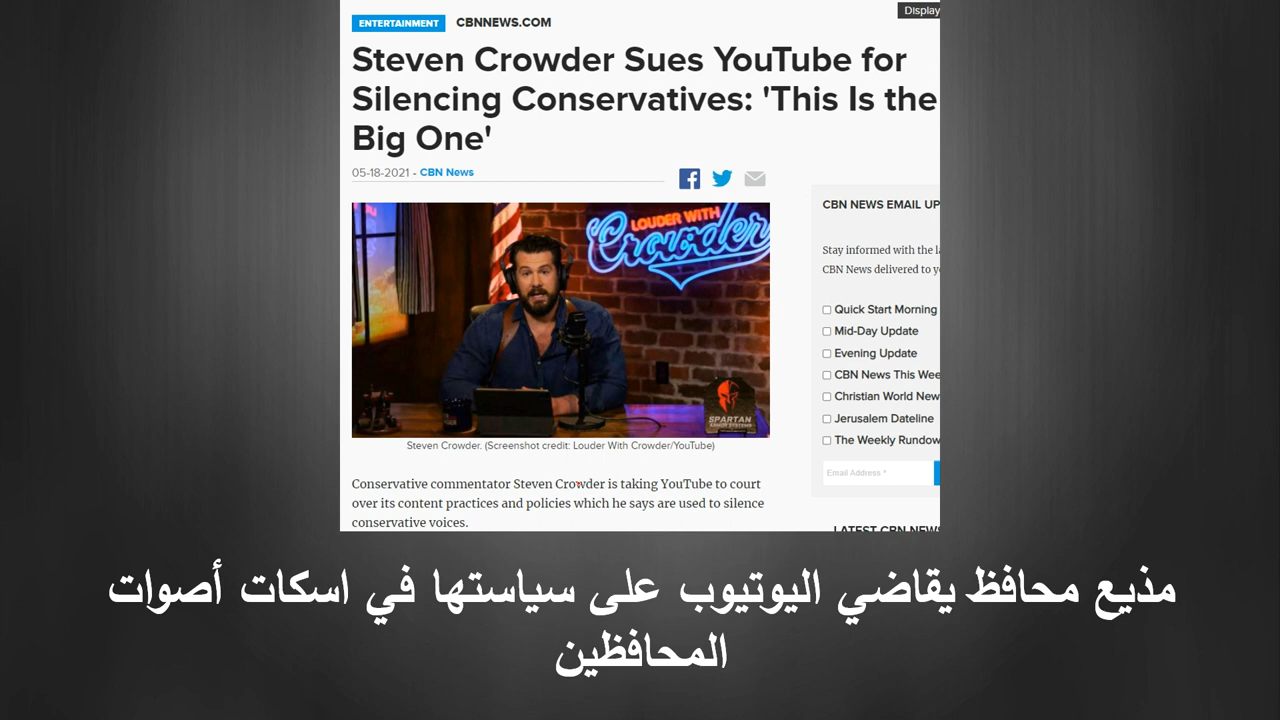 Display
ENTERTAINMENT CBNNEWS.COM
Steven Crowder Sues YouTube for
Silencing Conservatives: 'This Is the
Big One'
05-18-2021 - CBN News
LOUDER WITH
Crowder
SPARTAN
ARMOR SYSTEMS
Steven Crowder. (Screenshot credit: Louder With Crowder/YouTube)
Conservative commentator Steven Crowder is taking YouTube to court
over its content practices and policies which he says are used to silence
conservative voices.
CBN NEWS EMAIL UP
Stay informed with the la
CBN News delivered to y
Quick Start Morning
Mid-Day Update
Evening Update
CBN News This Wee
Christian World New
Jerusalem Dateline
The Weekly Rundow
Email Address *
LATEST CBN NEWS
مذيع محافظ يقاضي اليوتيوب على سياستها في اسكات أصوات
المحافظين